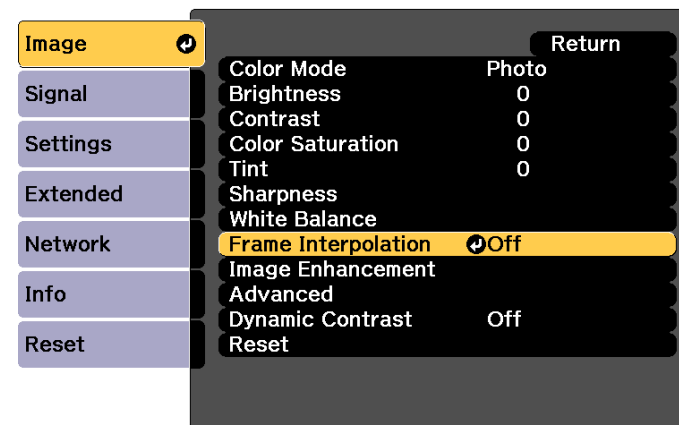 Image
Signal
Settings
Extended
Network
Info
Reset
Return
Color Mode Photo
Brightness 0
Contrast 0
Color Saturation 0
Tint 0
Sharpness
White Balance
Frame Interpolation Off
Image Enhancement
Advanced
Dynamic Contrast Off
Reset